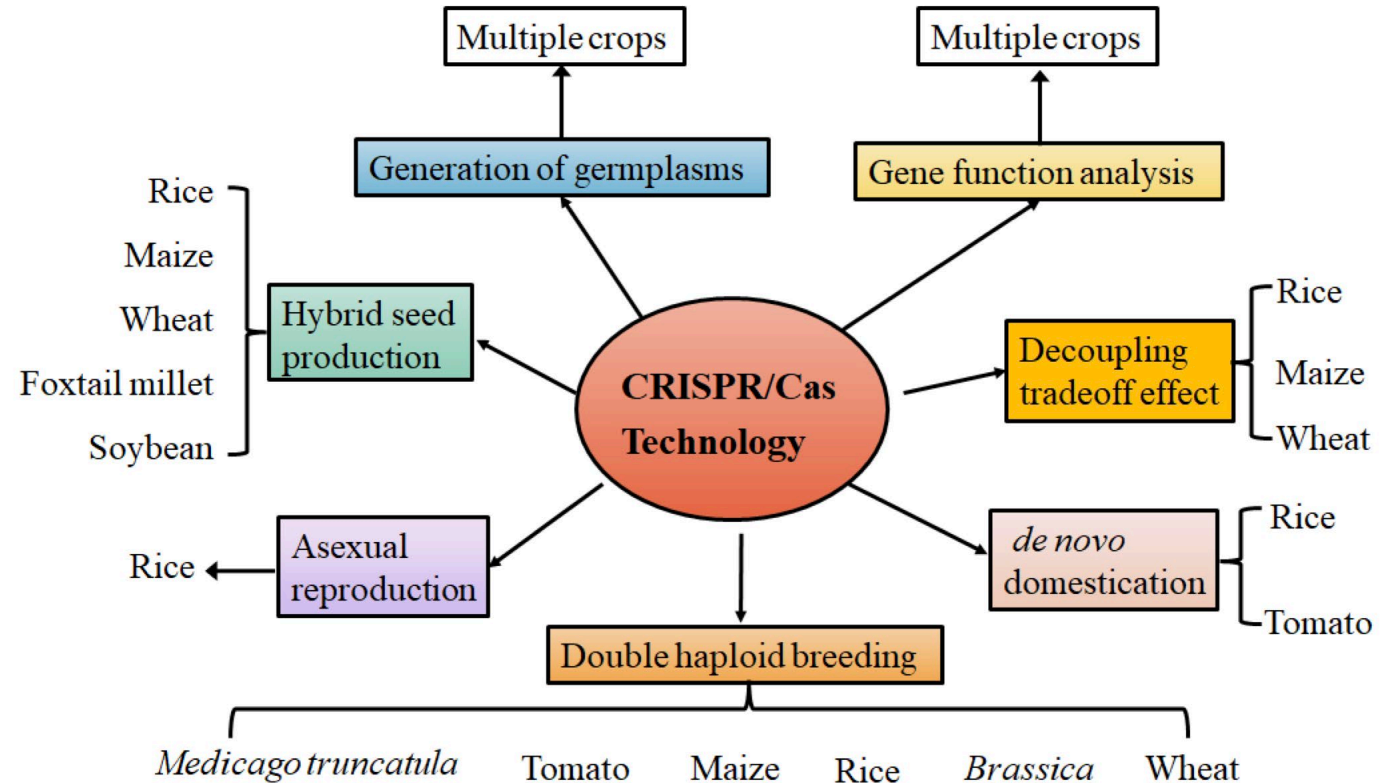 Multiple crops
Multiple crops
Generation of germplasms
Gene function analysis
Rice
Maize
Wheat
Foxtail millet
Soybean
Hybrid seed
production
CRISPR/Cas
Technology
Decoupling
tradeoff effect
Rice
Maize
Wheat
Rice
Asexual
reproduction
de novo
domestication
Rice
Tomato
Double haploid breeding
Medicago truncatula
Tomato
Maize
Rice
Brassica
Wheat